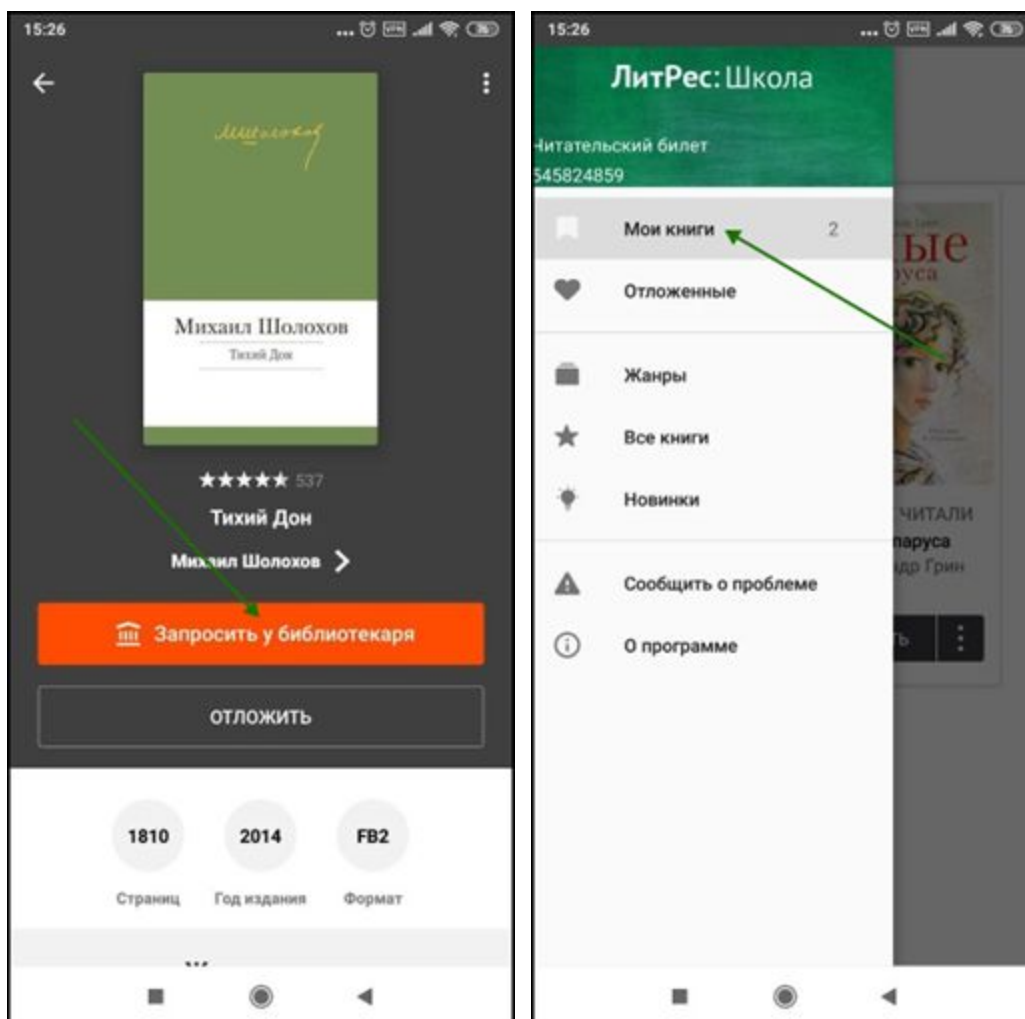 15:26
Михаил Шолохов
Тихий Дон
537
Тихий Дон
Михаил Шолохов
Запросить у библиотекаря
ОТЛОЖИТЬ
1810
2014
FB2
Страниц
Год издания
Формат
15:26
ЛитРес: Школа
Читательский билет
545824859
Мои книги
2
Отложенные
Жанры
Все книги
Новинки
Сообщить о проблеме
О программе
ЧИТАЛИ
паруса